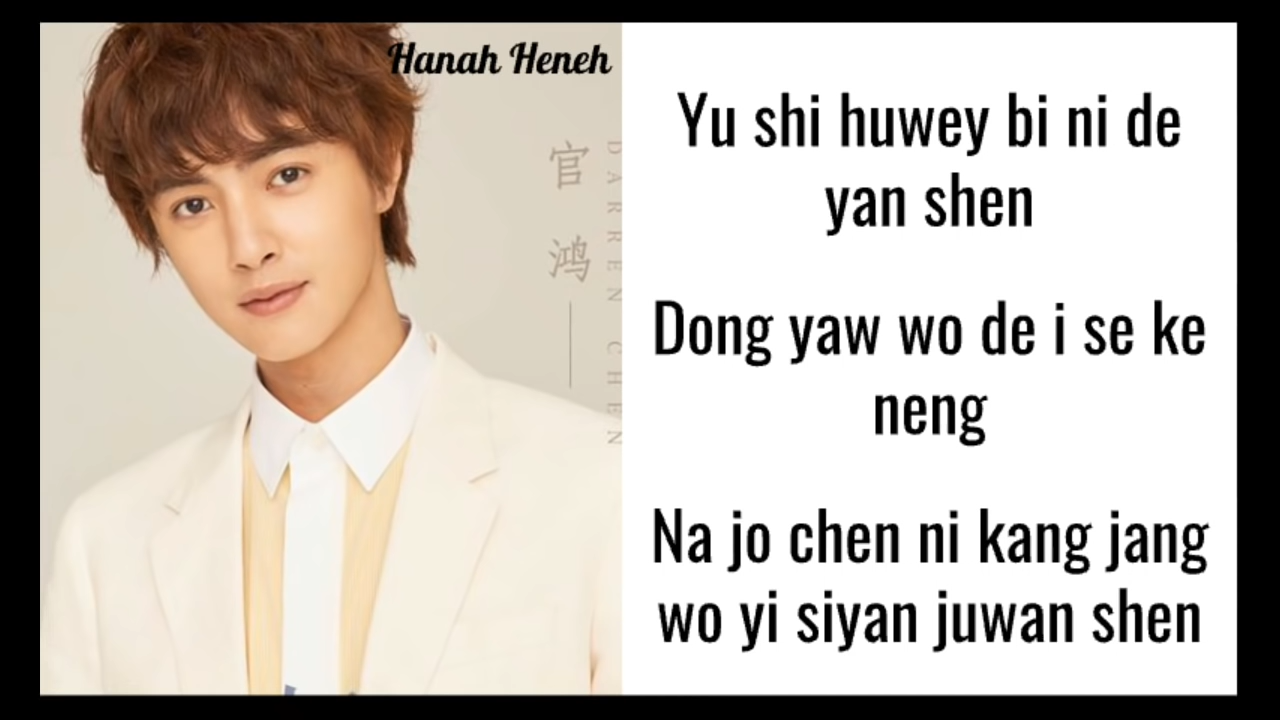 Hanah Heneh
官
鸿
DARREN CHEN
Yu shi huwey bi ni de
yan shen
Dong yaw wo de i se ke
neng
Na jo chen ni kang jang
wo yi siyan juwan shen